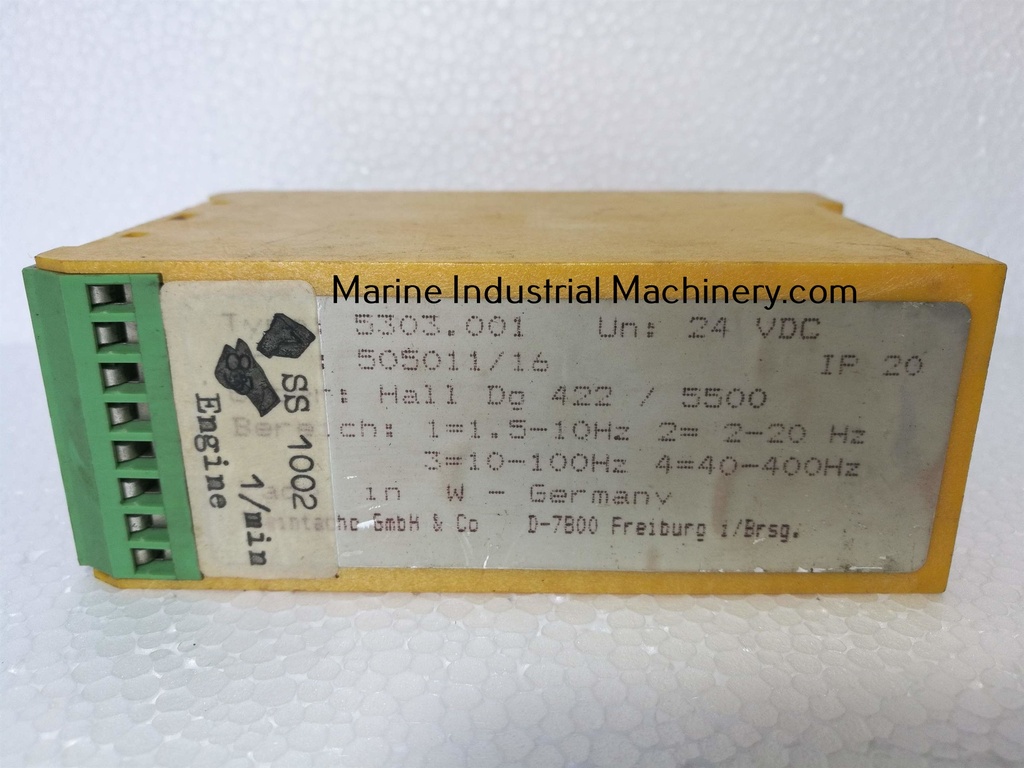 Marine Industrial Machinery.com
Typ : 5303.001 Un: 24 VDC
: 505011/16 IP 20
: Hall Dg 422 / 5500
Bereich: 1=1.5-10Hz 2= 2-20 Hz
3=10-100Hz 4=40-400Hz
in W - Germany
GmbH & Co D-7800 Freiburg i/Brsg.
SS 1002
1/min
Engine